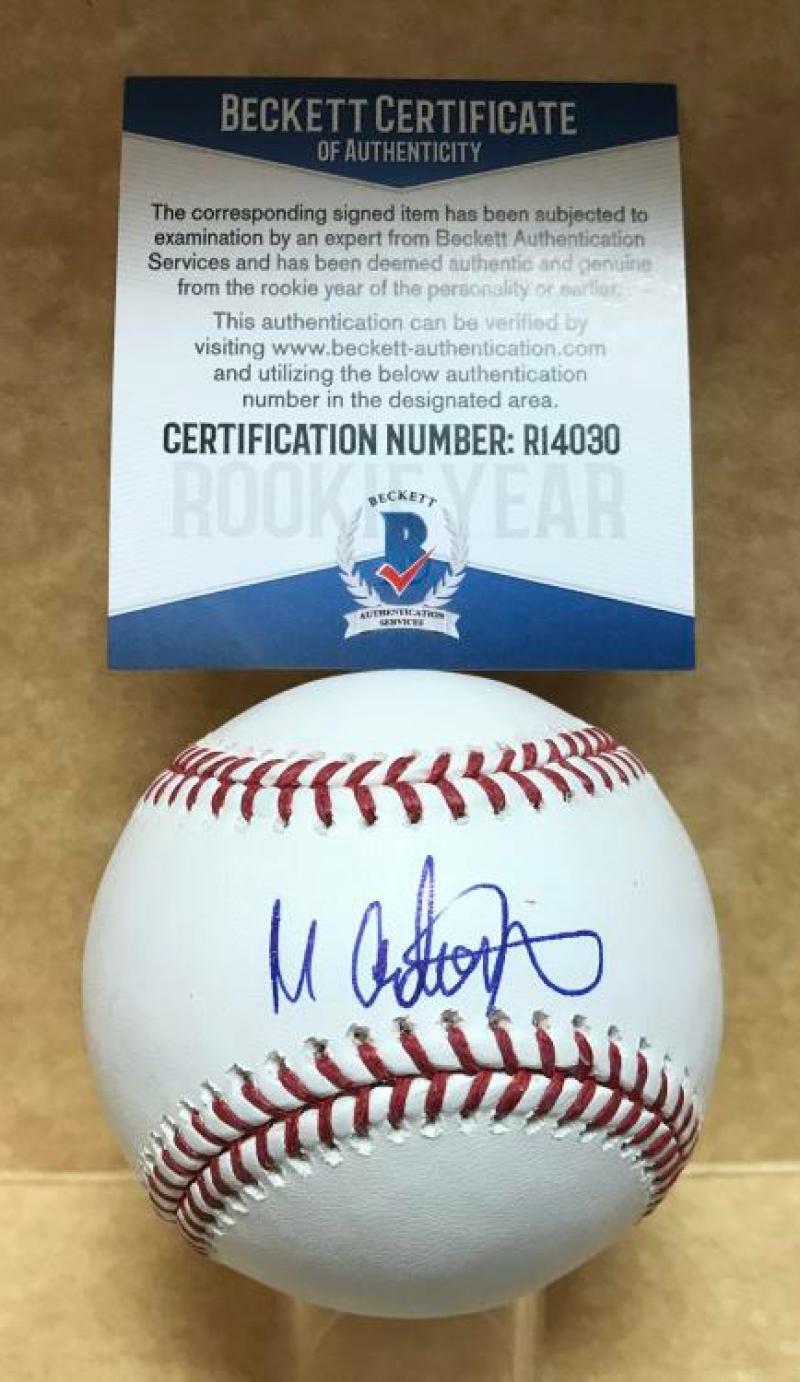 BECKETT CERTIFICATE
OF AUTHENTICITY
The corresponding signed item has been subjected to
examination by an expert from Beckett Authentication
Services and has been deemed authentic and genuine
from the rookie year of the personality or earlier.
This authentication can be verified by
visiting www.beckett-authentication.com
and utilizing the below authentication
number in the designated area.
CERTIFICATION NUMBER: R14030
ROOKIE YEAR
BECKETT
B
AUTHENTICATION
SERVICES
M